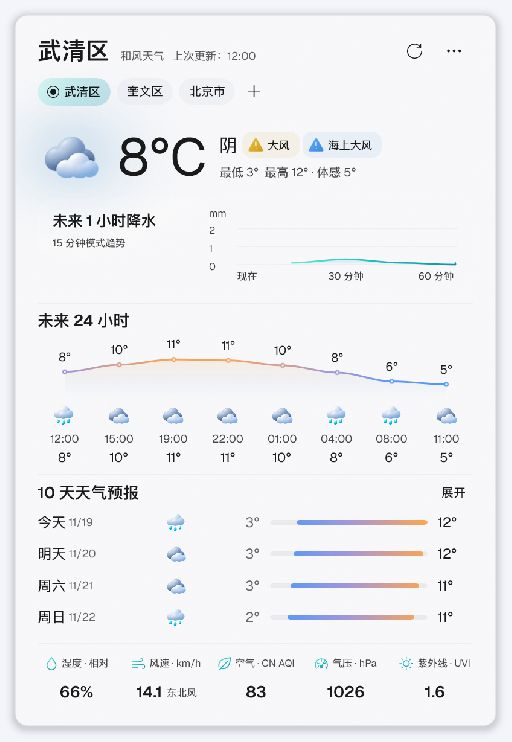 武清区 和风天气 上次更新：12:00
武清区 奎文区 北京市
8°C 阴 大风 海上大风
最低 3° 最高 12° · 体感 5°
未来 1 小时降水
15 分钟模式趋势
mm
2
1
0
现在 30 分钟 60 分钟
未来 24 小时
8° 10° 11° 11° 10° 8° 6° 5°
12:00 15:00 19:00 22:00 01:00 04:00 08:00 11:00
8° 10° 11° 11° 10° 8° 6° 5°
10 天天气预报 展开
今天 11/19 3° 12°
明天 11/20 3° 12°
周六 11/21 3° 11°
周日 11/22 2° 11°
湿度 · 相对 风速 · km/h 空气 · CN AQI 气压 · hPa 紫外线 · UVI
66% 14.1 东北风 83 1026 1.6